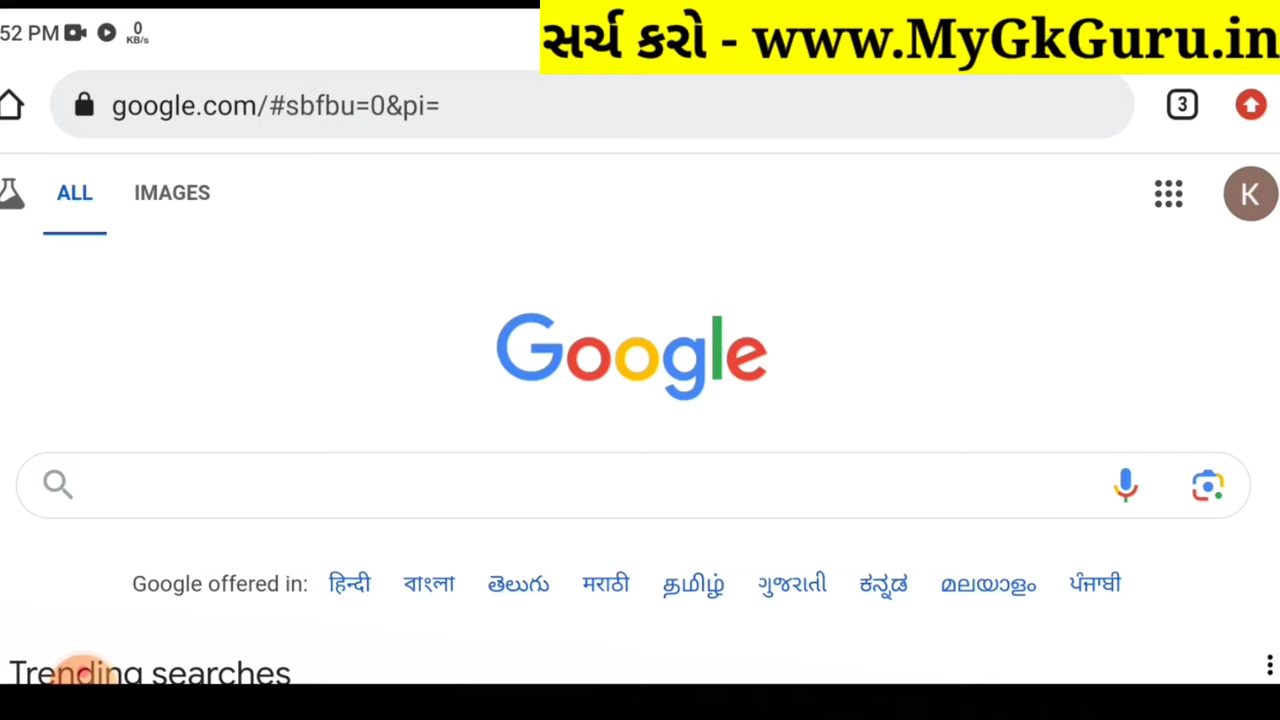 52 PM 0 KB/s
સર્ચ કરો - www.MyGkGuru.in
google.com/#sbfbu=0&pi=
3
ALL IMAGES
K
Google
Google offered in: हिन्दी বাংলা తెలుగు मराठी தமிழ் ગુજરાતી ಕನ್ನಡ മലയാളം ਪੰਜਾਬੀ
Trending searches